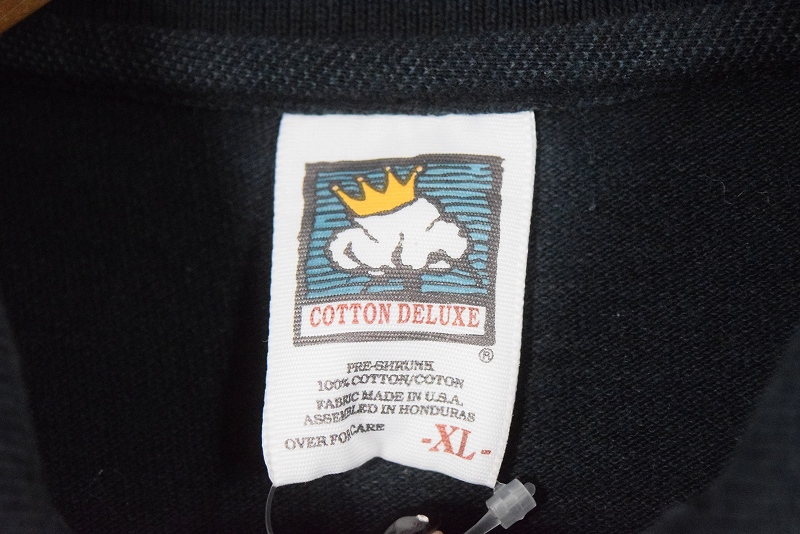 COTTON DELUXE
®
PRE-SHRUNK
100% COTTON/COTON
FABRIC MADE IN U.S.A.
ASSEMBLED IN HONDURAS
OVER FOR CARE
-XL-